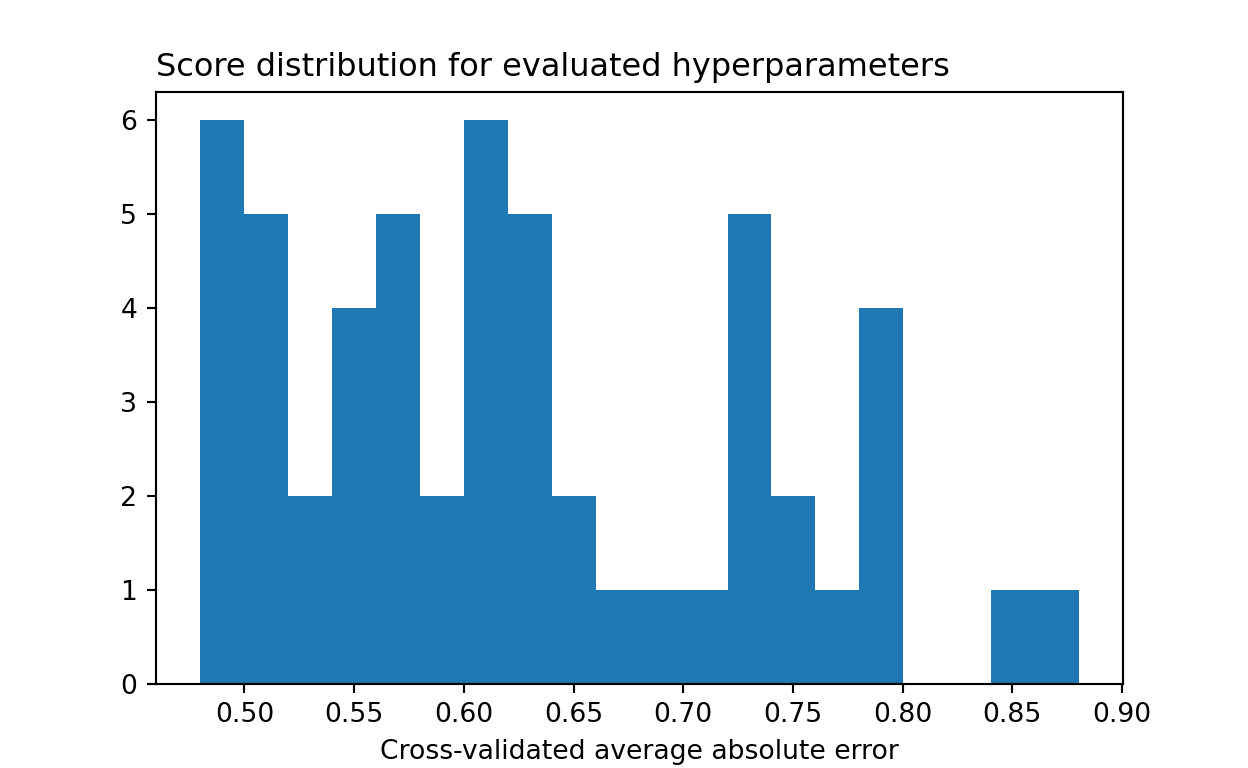 Score distribution for evaluated hyperparameters
6
5
4
3
2
1
0
0.50 0.55 0.60 0.65 0.70 0.75 0.80 0.85 0.90
Cross-validated average absolute error